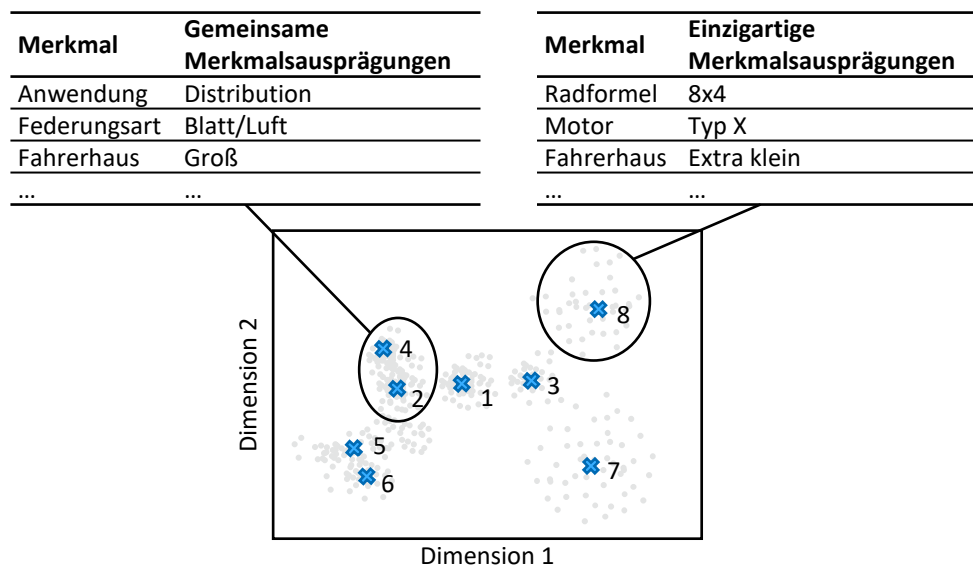 Merkmal Gemeinsame Merkmalsausprägungen
Anwendung Distribution
Federungsart Blatt/Luft
Fahrerhaus Groß
... ...
Merkmal Einzigartige Merkmalsausprägungen
Radformel 8x4
Motor Typ X
Fahrerhaus Extra klein
... ...
Dimension 2
8
4
2
1
3
5
6
7
Dimension 1